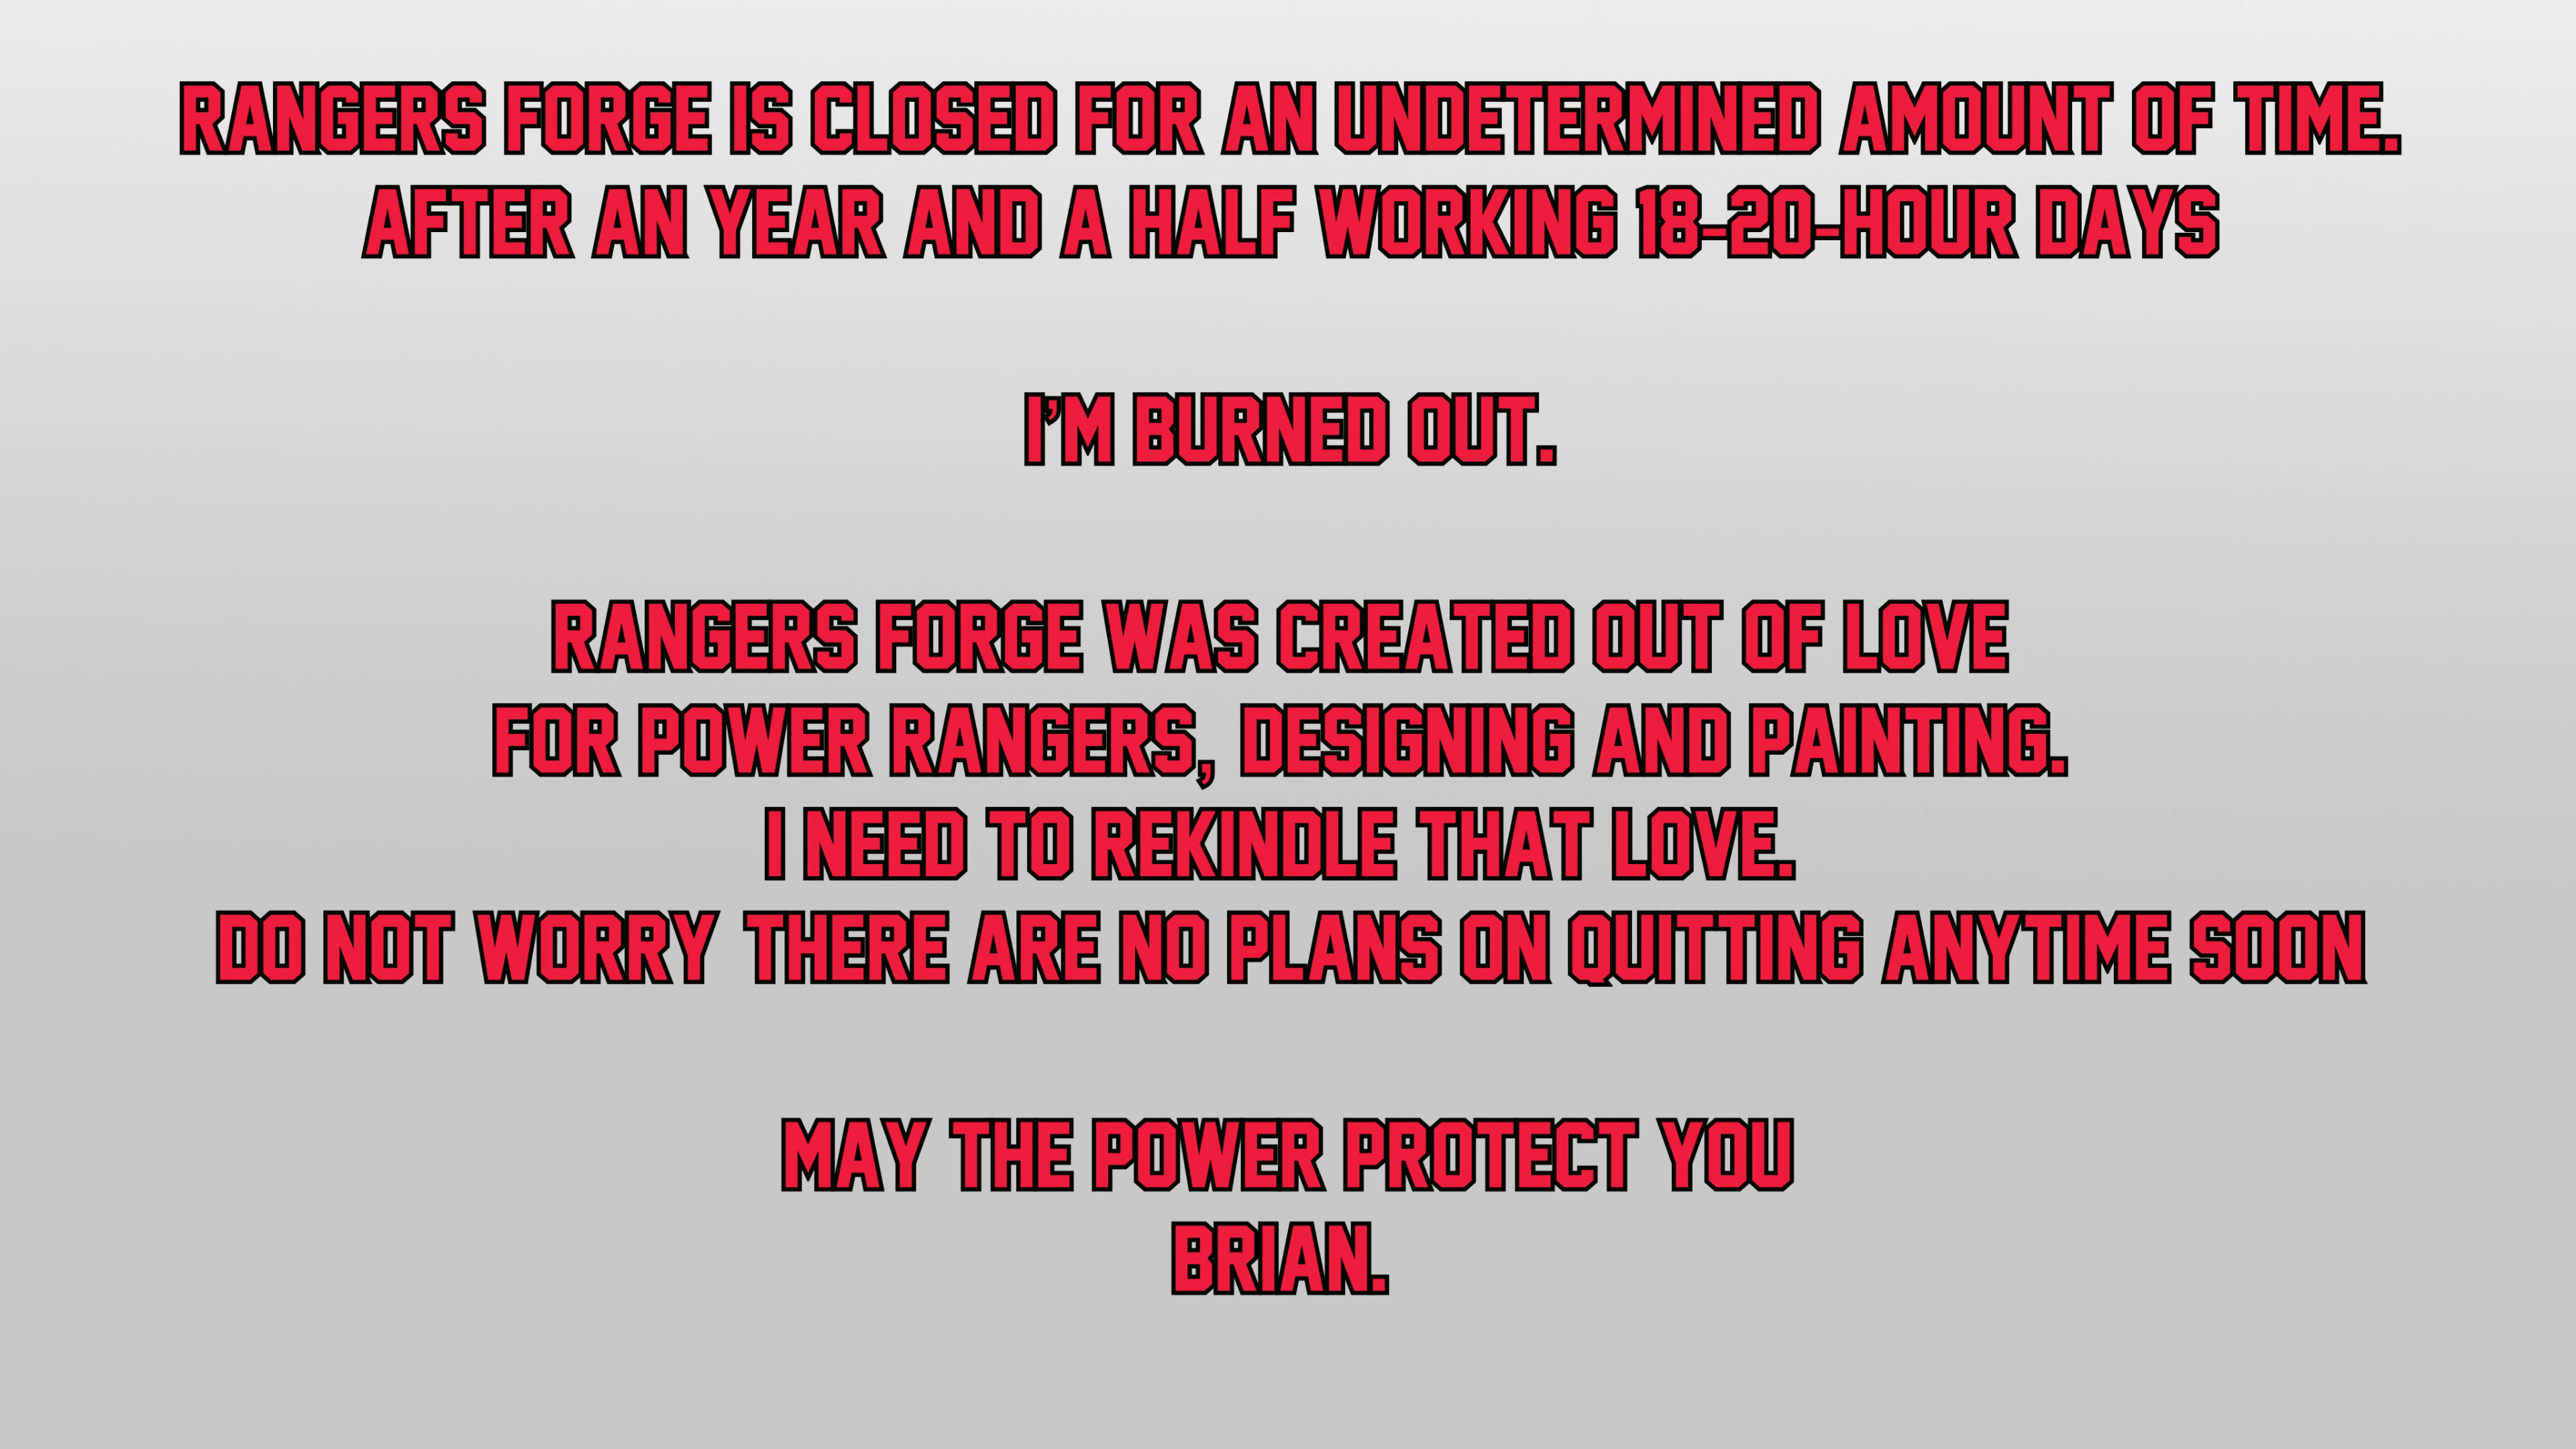 RANGERS FORGE IS CLOSED FOR AN UNDETERMINED AMOUNT OF TIME.
AFTER AN YEAR AND A HALF WORKING 18-20-HOUR DAYS
I'M BURNED OUT.
RANGERS FORGE WAS CREATED OUT OF LOVE
FOR POWER RANGERS, DESIGNING AND PAINTING.
I NEED TO REKINDLE THAT LOVE.
DO NOT WORRY THERE ARE NO PLANS ON QUITTING ANYTIME SOON
MAY THE POWER PROTECT YOU
BRIAN.